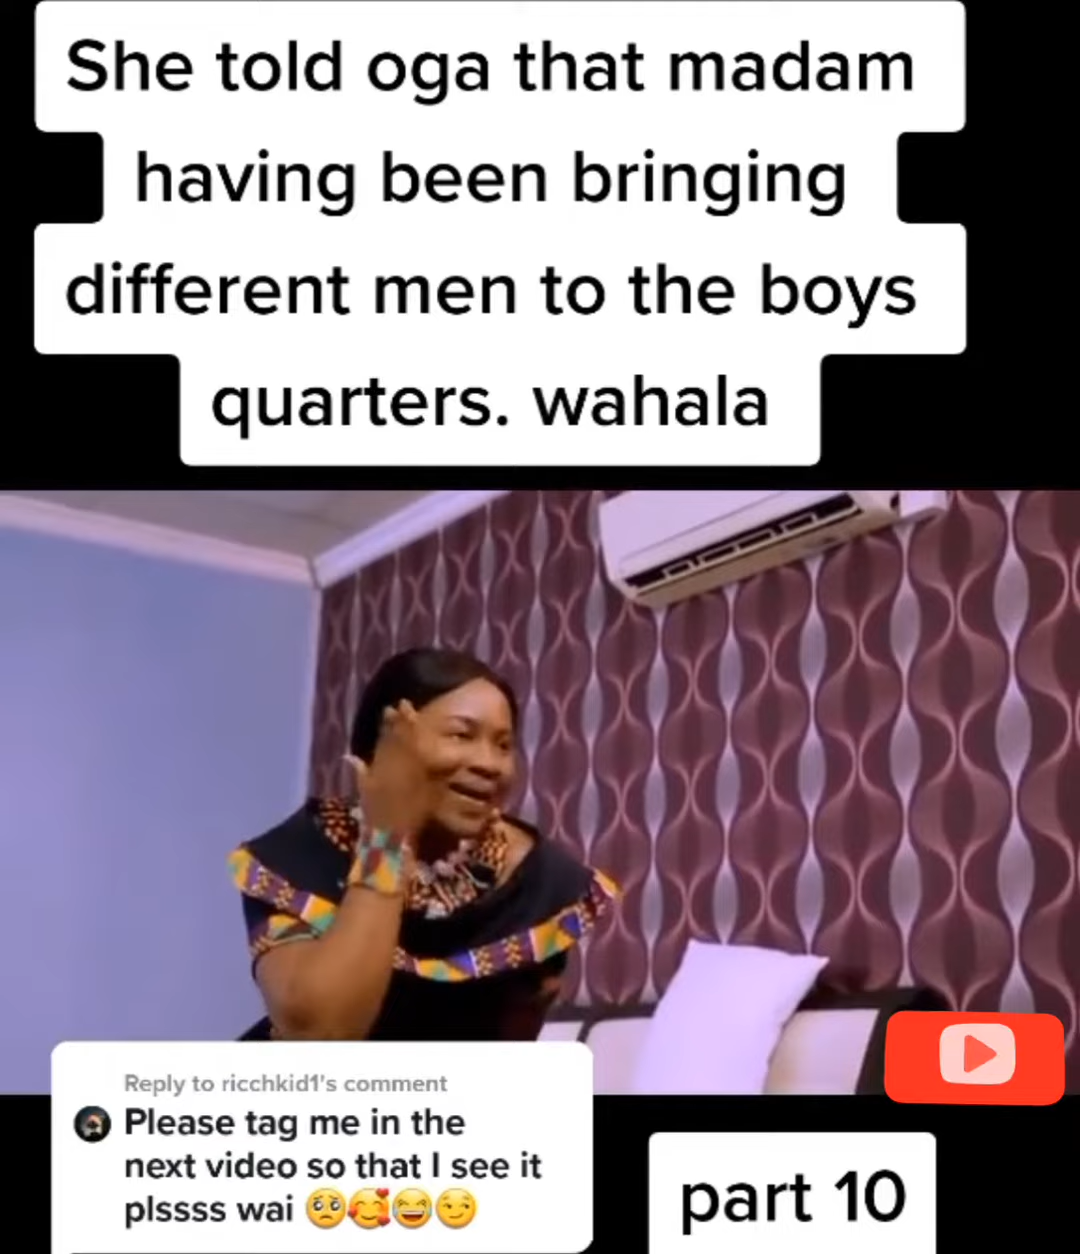 She told oga that madam
having been bringing
different men to the boys
quarters. wahala
Reply to ricchkid1's comment
Please tag me in the
next video so that I see it
plssss wai 🥺🥰😂😏
part 10